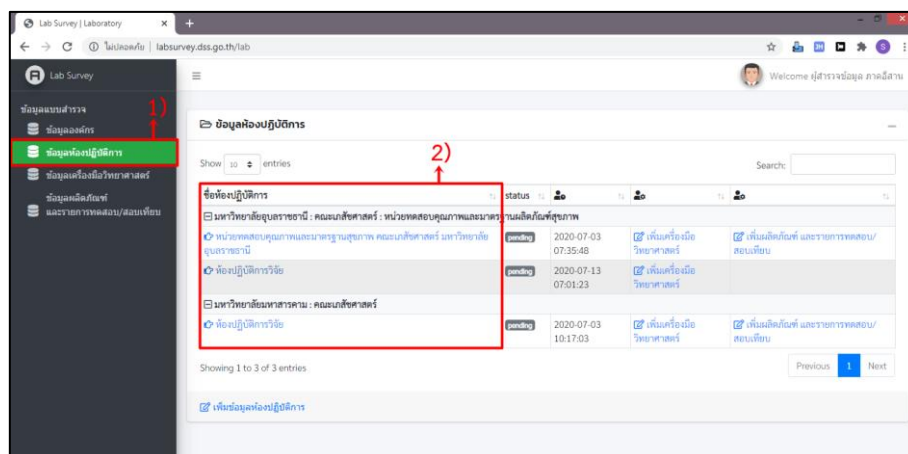 Lab Survey | Laboratory
ไม่ปลอดภัย | labsurvey.dss.go.th/lab
Lab Survey
Welcome ผู้สำรวจข้อมูล ภาคอีสาน
ข้อมูลแบบสำรวจ
1)
ข้อมูลองค์กร
ข้อมูลห้องปฏิบัติการ
ข้อมูลเครื่องมือวิทยาศาสตร์
ข้อมูลผลิตภัณฑ์
และรายการทดสอบ/สอบเทียบ
ข้อมูลห้องปฏิบัติการ
2)
Show 10 entries
Search:
ชื่อห้องปฏิบัติการ status
มหาวิทยาลัยอุบลราชธานี : คณะเภสัชศาสตร์ : หน่วยทดสอบคุณภาพและมาตรฐานผลิตภัณฑ์สุขภาพ
หน่วยทดสอบคุณภาพและมาตรฐานสุขภาพ คณะเภสัชศาสตร์ มหาวิทยาลัย pending 2020-07-03 เพิ่มเครื่องมือ เพิ่มผลิตภัณฑ์ และรายการทดสอบ/
อุบลราชธานี 07:35:48 วิทยาศาสตร์ สอบเทียบ
ห้องปฏิบัติการวิจัย pending 2020-07-13 เพิ่มเครื่องมือ
07:01:23 วิทยาศาสตร์
มหาวิทยาลัยมหาสารคาม : คณะเภสัชศาสตร์
ห้องปฏิบัติการวิจัย pending 2020-07-03 เพิ่มเครื่องมือ เพิ่มผลิตภัณฑ์ และรายการทดสอบ/
10:17:03 วิทยาศาสตร์ สอบเทียบ
Showing 1 to 3 of 3 entries
Previous 1 Next
เพิ่มข้อมูลห้องปฏิบัติการ